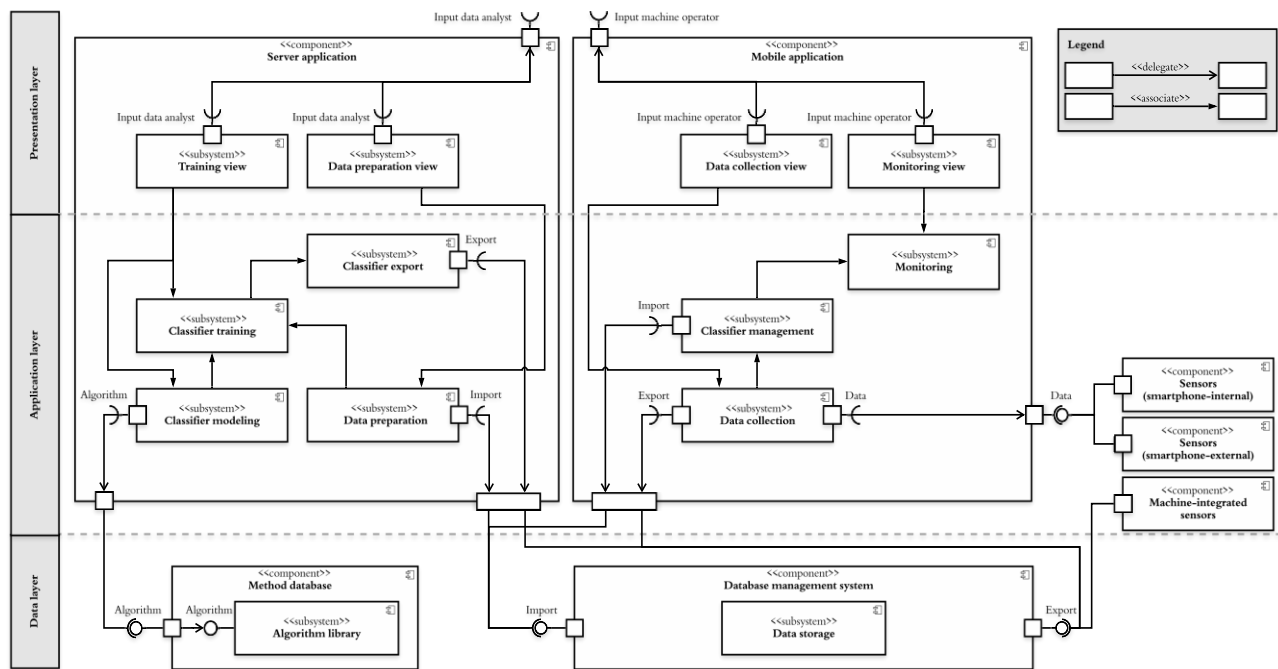 Input data analyst
Input machine operator
Presentation layer
<<component>>
Server application
<<component>>
Mobile application
Legend
<<delegate>>
<<associate>>
Input data analyst
Input data analyst
Input machine operator
Input machine operator
<<subsystem>>
Training view
<<subsystem>>
Data preparation view
<<subsystem>>
Data collection view
<<subsystem>>
Monitoring view
Application layer
<<subsystem>>
Classifier export
Export
<<subsystem>>
Monitoring
<<subsystem>>
Classifier training
Import
<<subsystem>>
Classifier management
Algorithm
<<subsystem>>
Classifier modeling
<<subsystem>>
Data preparation
Import
Export
<<subsystem>>
Data collection
Data
Data
<<component>>
Sensors
(smartphone-internal)
<<component>>
Sensors
(smartphone-external)
<<component>>
Machine-integrated
sensors
Data layer
<<component>>
Method database
Algorithm
Algorithm
<<subsystem>>
Algorithm library
Import
<<component>>
Database management system
<<subsystem>>
Data storage
Export